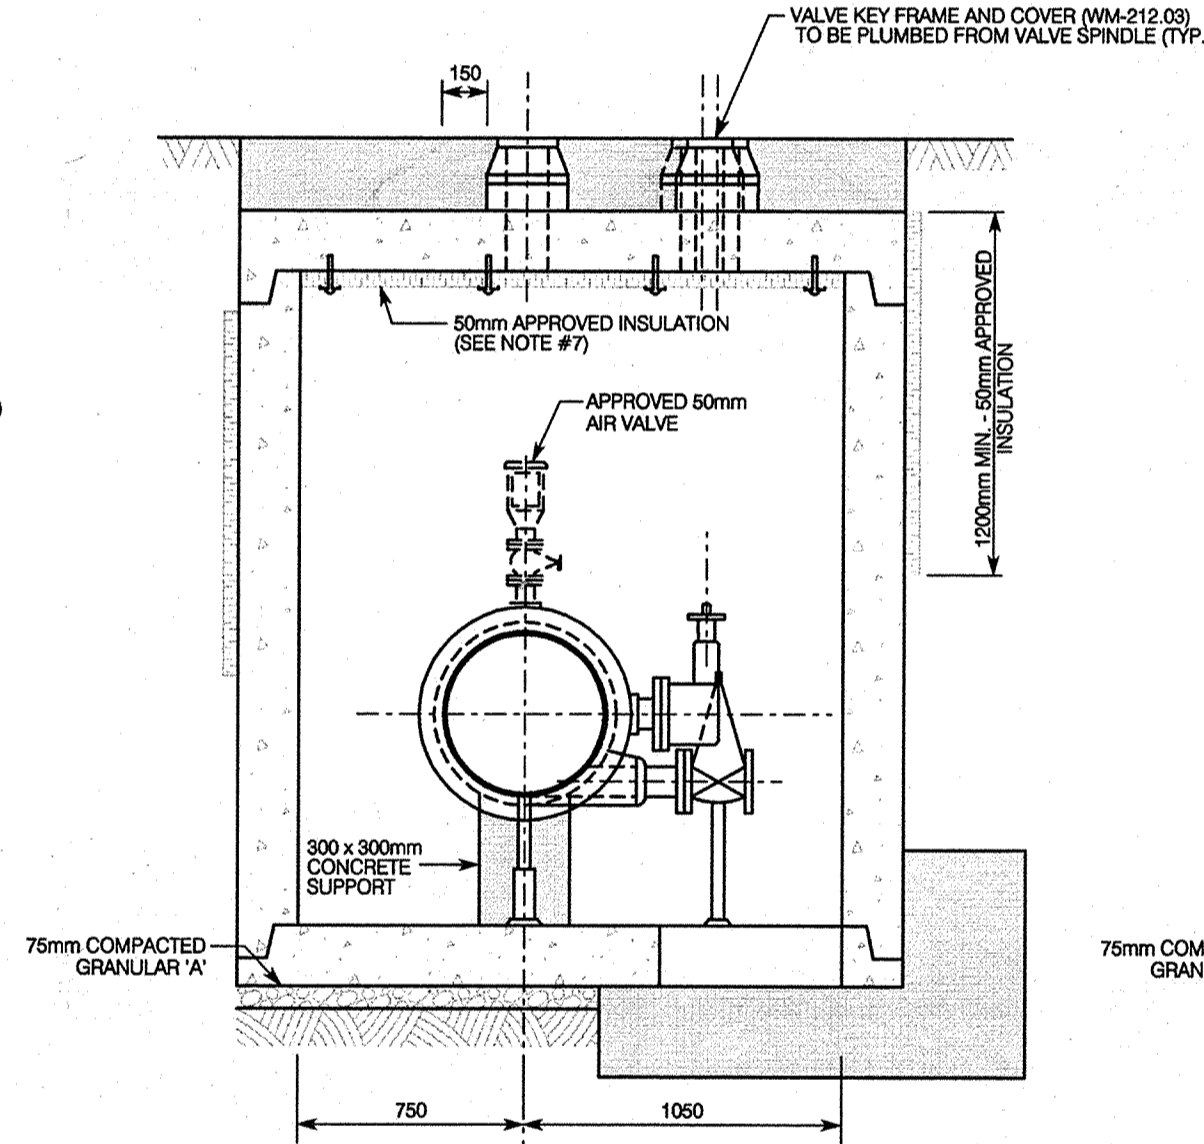 VALVE KEY FRAME AND COVER (WM-212.03)
TO BE PLUMBED FROM VALVE SPINDLE (TYP.
150
50mm APPROVED INSULATION
(SEE NOTE #7)
1200mm MIN. - 50mm APPROVED
INSULATION
APPROVED 50mm
AIR VALVE
)
300 x 300mm
CONCRETE
SUPPORT
75mm COMPACTED
GRANULAR 'A'
75mm COM
GRAN
750
1050